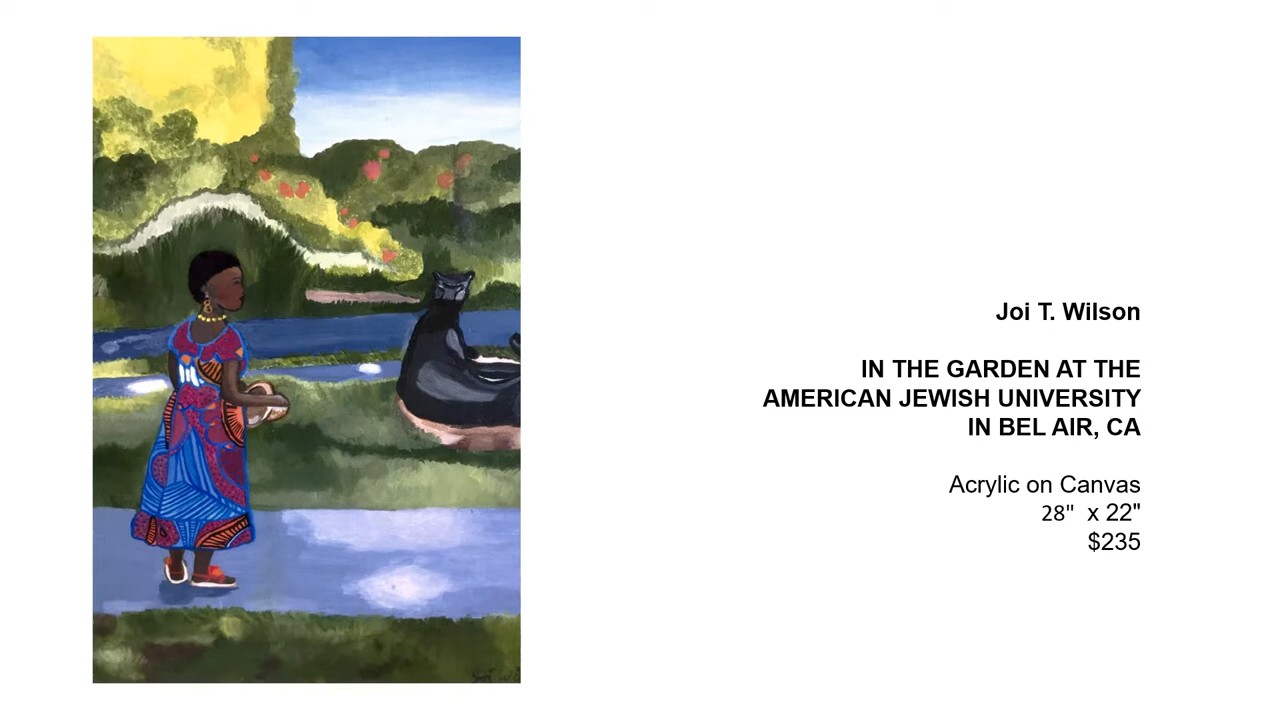 Joi T. Wilson
IN THE GARDEN AT THE
AMERICAN JEWISH UNIVERSITY
IN BEL AIR, CA
Acrylic on Canvas
28" x 22"
$235